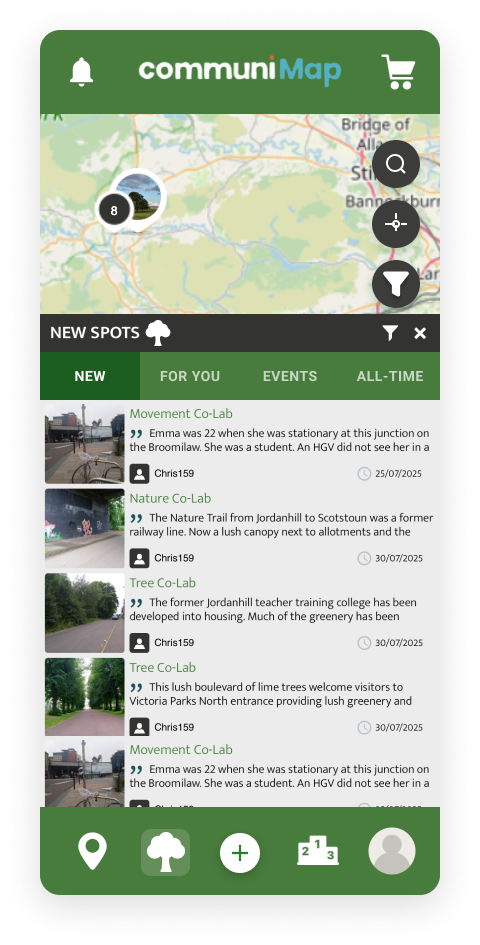 communiMap
Bridge of
Alla
Sti
Bannockburn
8
Lar
NEW SPOTS
NEW
FOR YOU
EVENTS
ALL-TIME
Movement Co-Lab
Emma was 22 when she was stationary at this junction on
the Broomilaw. She was a student. An HGV did not see her in a
Chris159
25/07/2025
Nature Co-Lab
The Nature Trail from Jordanhill to Scotstoun was a former
railway line. Now a lush canopy next to allotments and the
Chris159
30/07/2025
Tree Co-Lab
The former Jordanhill teacher training college has been
developed into housing. Much of the greenery has been
Chris159
30/07/2025
Tree Co-Lab
This lush boulevard of lime trees welcome visitors to
Victoria Parks North entrance providing lush greenery and
Chris159
30/07/2025
Movement Co-Lab
Emma was 22 when she was stationary at this junction on
the Broomilaw. She was a student. An HGV did not see her in a
2 1 3